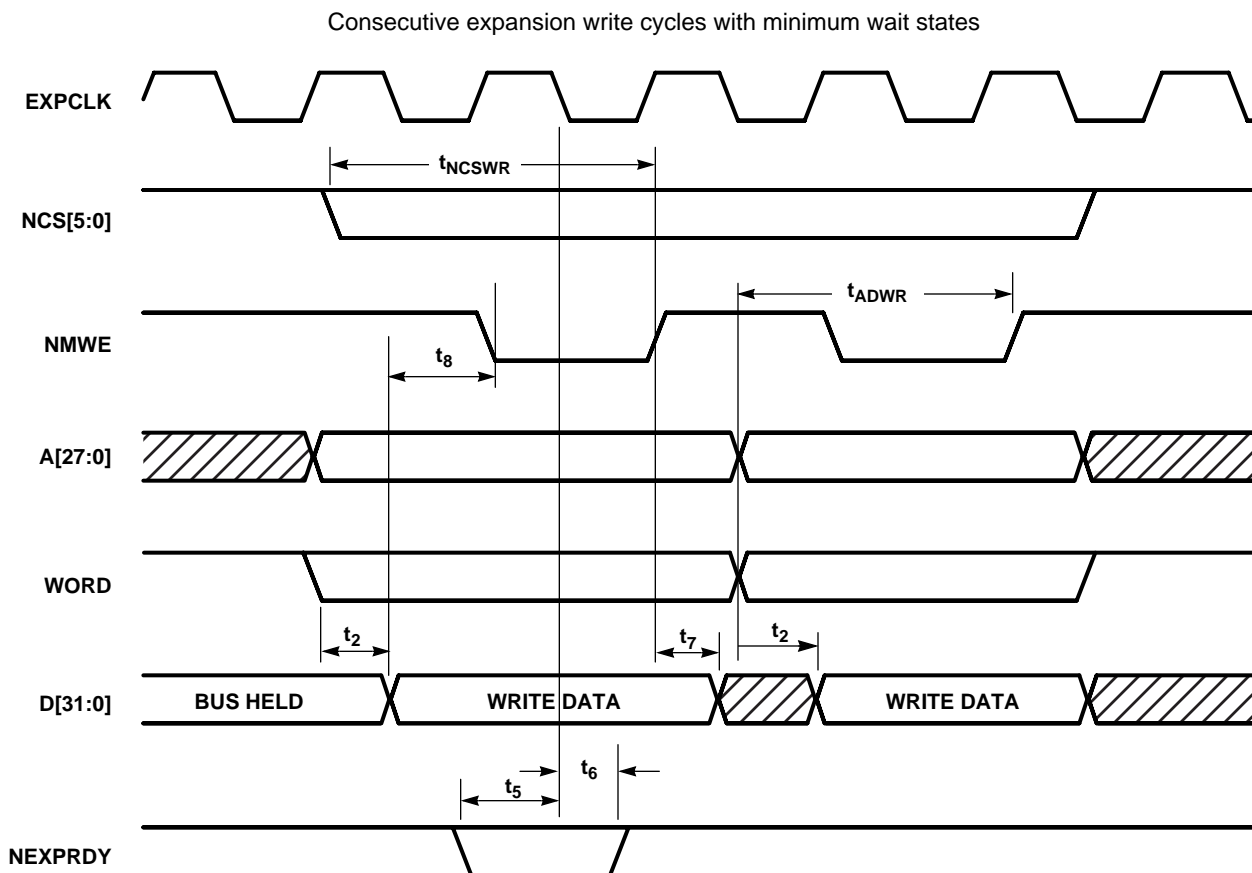 Consecutive expansion write cycles with minimum wait states
EXPCLK
tNCSWR
NCS[5:0]
tADWR
NMWE
t8
A[27:0]
WORD
t2 t7 t2
D[31:0] BUS HELD WRITE DATA WRITE DATA
t5 t6
NEXPRDY